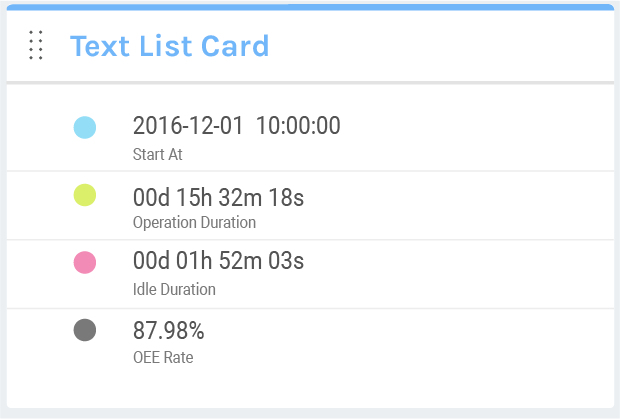 Text List Card
2016-12-01  10:00:00
Start At
00d 15h 32m 18s
Operation Duration
00d 01h 52m 03s
Idle Duration
87.98%
OEE Rate